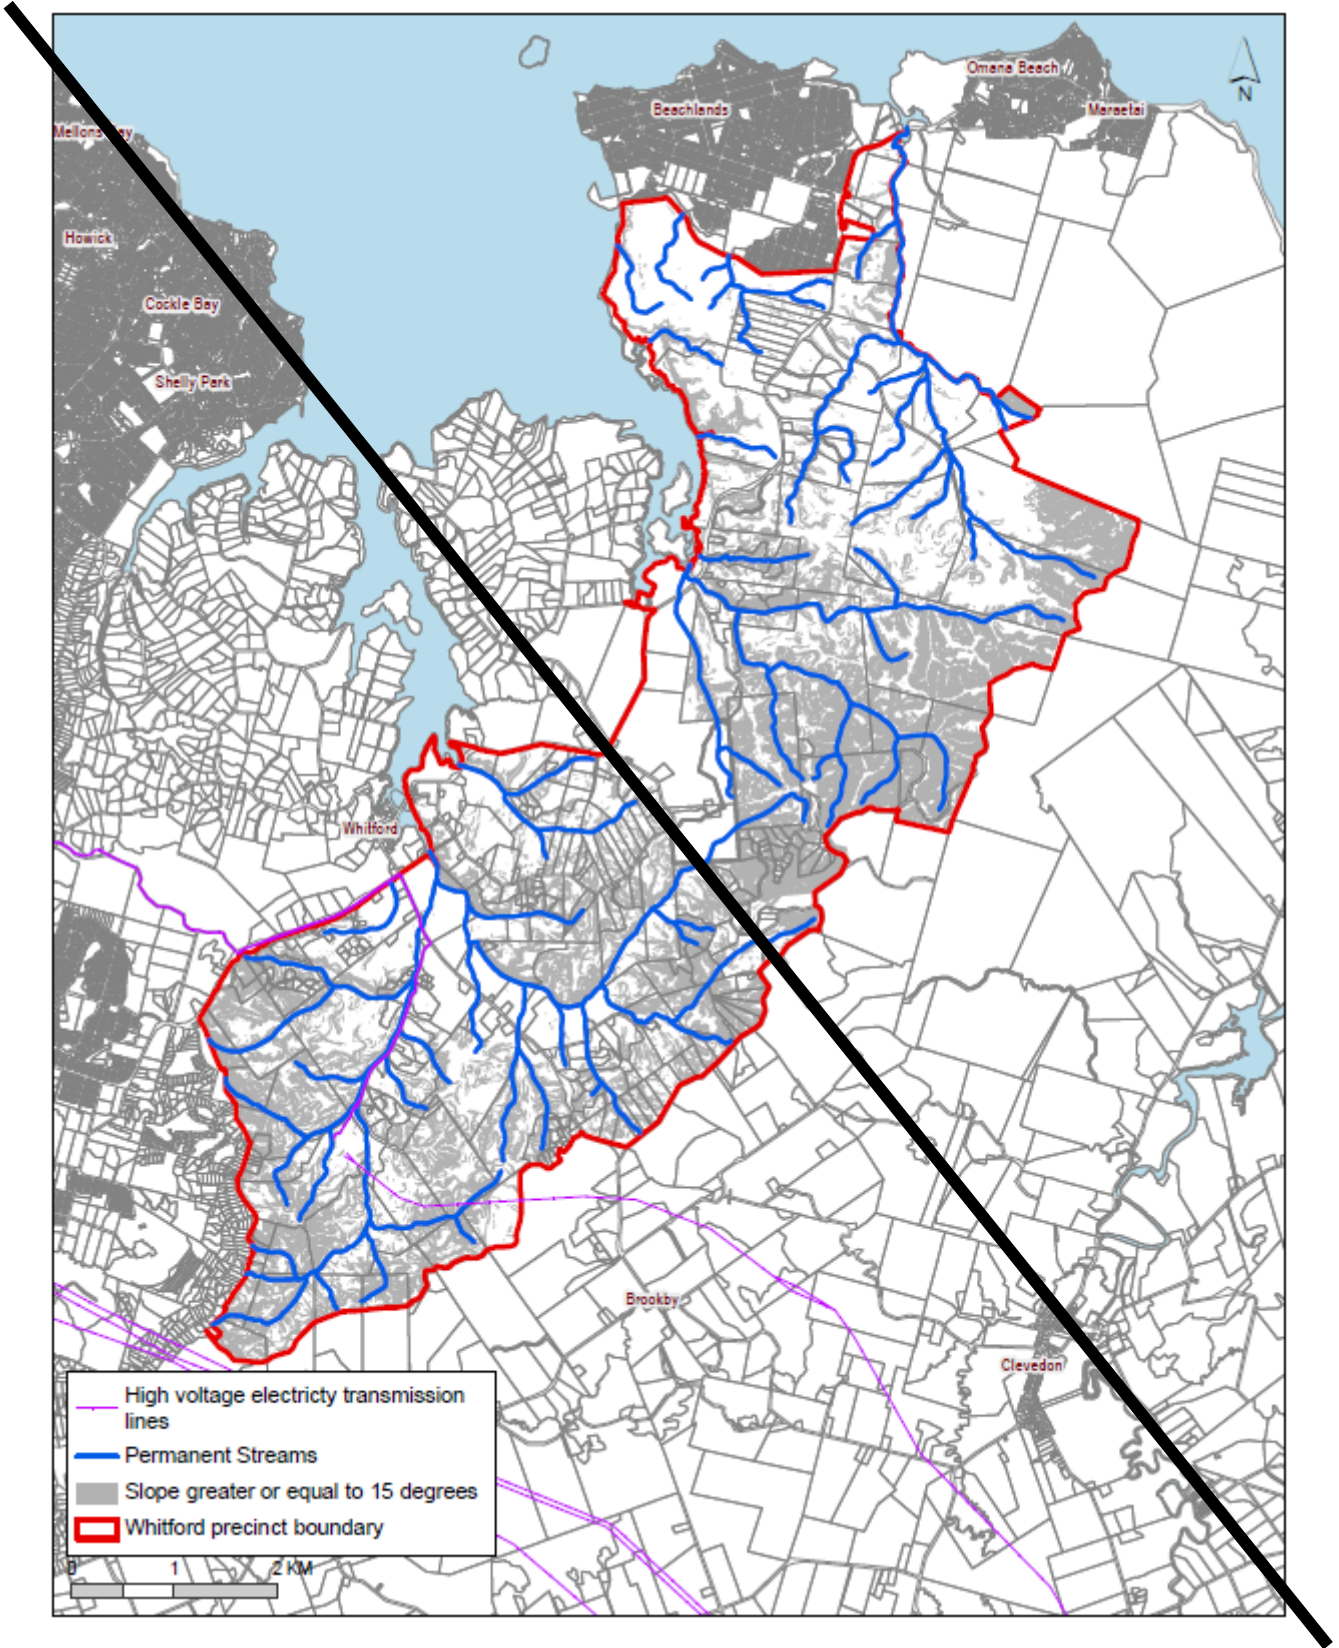 Omana Beach
N
Beachlands
Maraetai
Mellons Bay
Howick
Cockle Bay
Shelly Park
Whitford
Brookby
Clevedon
High voltage electricty transmission
lines
Permanent Streams
Slope greater or equal to 15 degrees
Whitford precinct boundary
0 1 2 KM